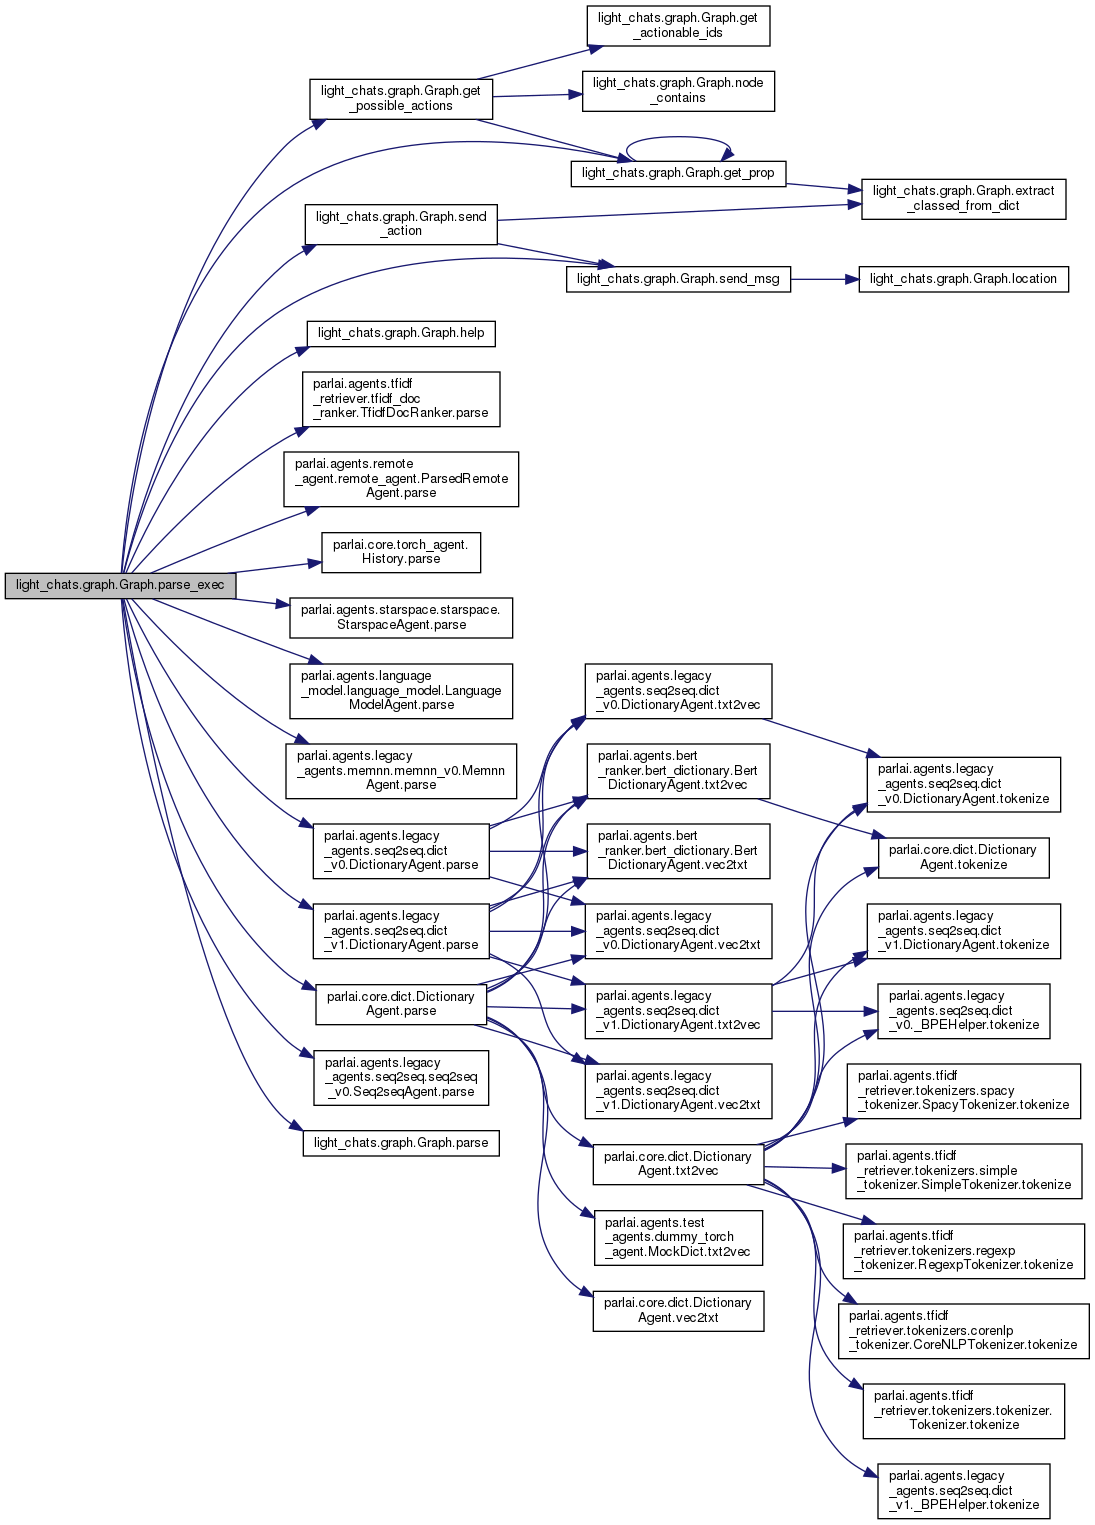 light_chats.graph.Graph.parse_exec
light_chats.graph.Graph.get
_possible_actions
light_chats.graph.Graph.send
_action
light_chats.graph.Graph.help
parlai.agents.tfidf
_retriever.tfidf_doc
_ranker.TfidfDocRanker.parse
parlai.agents.remote
_agent.remote_agent.ParsedRemote
Agent.parse
parlai.core.torch_agent.
History.parse
parlai.agents.starspace.starspace.
StarspaceAgent.parse
parlai.agents.language
_model.language_model.Language
ModelAgent.parse
parlai.agents.legacy
_agents.memnn.memnn_v0.Memnn
Agent.parse
parlai.agents.legacy
_agents.seq2seq.dict
_v0.DictionaryAgent.parse
parlai.agents.legacy
_agents.seq2seq.dict
_v1.DictionaryAgent.parse
parlai.core.dict.Dictionary
Agent.parse
parlai.agents.legacy
_agents.seq2seq.seq2seq
_v0.Seq2seqAgent.parse
light_chats.graph.Graph.parse
light_chats.graph.Graph.get
_actionable_ids
light_chats.graph.Graph.node
_contains
light_chats.graph.Graph.get_prop
light_chats.graph.Graph.send_msg
parlai.agents.legacy
_agents.seq2seq.dict
_v0.DictionaryAgent.txt2vec
parlai.agents.bert
_ranker.bert_dictionary.Bert
DictionaryAgent.txt2vec
parlai.agents.bert
_ranker.bert_dictionary.Bert
DictionaryAgent.vec2txt
parlai.agents.legacy
_agents.seq2seq.dict
_v0.DictionaryAgent.vec2txt
parlai.agents.legacy
_agents.seq2seq.dict
_v1.DictionaryAgent.txt2vec
parlai.agents.legacy
_agents.seq2seq.dict
_v1.DictionaryAgent.vec2txt
parlai.core.dict.Dictionary
Agent.txt2vec
parlai.agents.test
_agents.dummy_torch
_agent.MockDict.txt2vec
parlai.core.dict.Dictionary
Agent.vec2txt
light_chats.graph.Graph.extract
_classed_from_dict
light_chats.graph.Graph.location
parlai.agents.legacy
_agents.seq2seq.dict
_v0.DictionaryAgent.tokenize
parlai.core.dict.Dictionary
Agent.tokenize
parlai.agents.legacy
_agents.seq2seq.dict
_v1.DictionaryAgent.tokenize
parlai.agents.legacy
_agents.seq2seq.dict
_v0._BPEHelper.tokenize
parlai.agents.tfidf
_retriever.tokenizers.spacy
_tokenizer.SpacyTokenizer.tokenize
parlai.agents.tfidf
_retriever.tokenizers.simple
_tokenizer.SimpleTokenizer.tokenize
parlai.agents.tfidf
_retriever.tokenizers.regexp
_tokenizer.RegexpTokenizer.tokenize
parlai.agents.tfidf
_retriever.tokenizers.corenlp
_tokenizer.CoreNLPTokenizer.tokenize
parlai.agents.tfidf
_retriever.tokenizers.tokenizer.
Tokenizer.tokenize
parlai.agents.legacy
_agents.seq2seq.dict
_v1._BPEHelper.tokenize